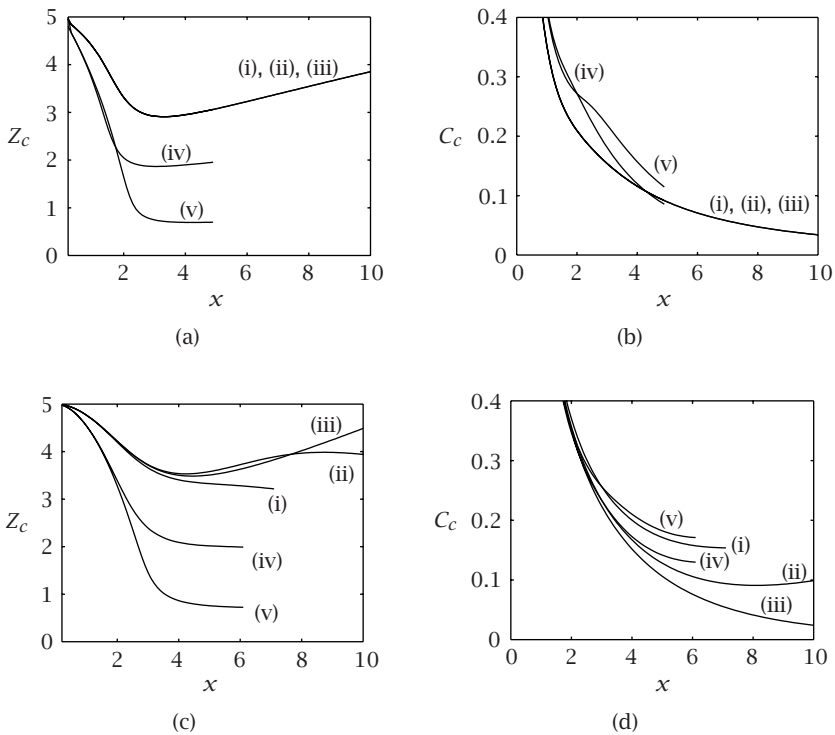 5
4
3
2
1
0
Z_c
2
4
6
8
10
x
(i), (ii), (iii)
(iv)
(v)
(a)
0.4
0.3
0.2
0.1
0
C_c
0
2
4
6
8
10
x
(iv)
(v)
(i), (ii), (iii)
(b)
5
4
3
2
1
0
Z_c
2
4
6
8
10
x
(iii)
(ii)
(i)
(iv)
(v)
(c)
0.4
0.3
0.2
0.1
0
C_c
0
2
4
6
8
10
x
(v)
(i)
(iv)
(ii)
(iii)
(d)